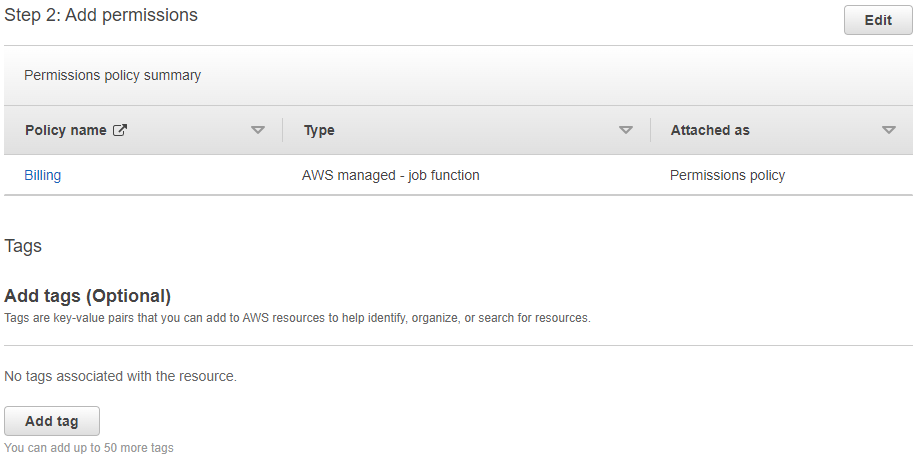 Step 2: Add permissions
Edit
Permissions policy summary
Policy name
Type
Attached as
Billing
AWS managed - job function
Permissions policy
Tags
Add tags (Optional)
Tags are key-value pairs that you can add to AWS resources to help identify, organize, or search for resources.
No tags associated with the resource.
Add tag
You can add up to 50 more tags